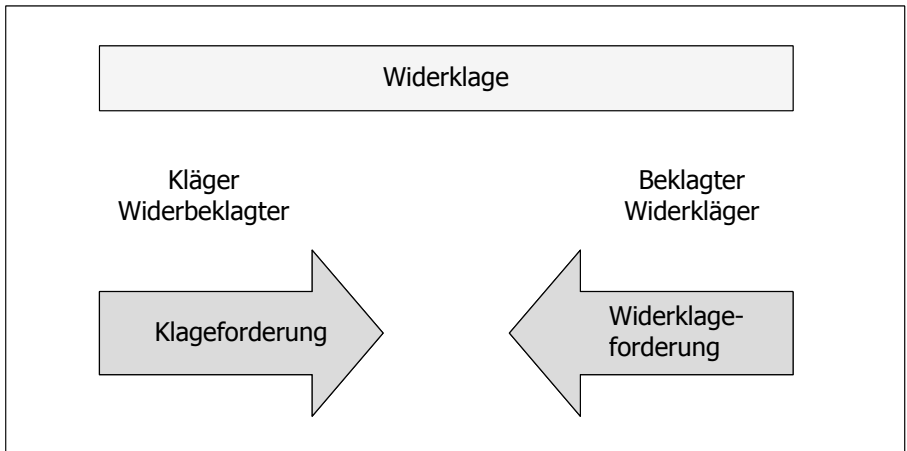 Widerklage
Kläger
Widerbeklagter
Beklagter
Widerkläger
Klageforderung
Widerklage-
forderung